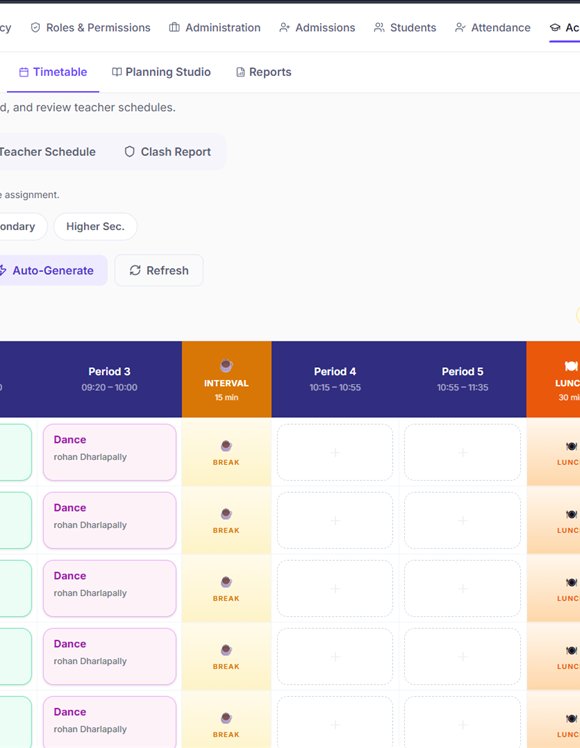 cy Roles & Permissions Administration Admissions Students Attendance Ac
Timetable Planning Studio Reports
d, and review teacher schedules.
Teacher Schedule Clash Report
e assignment.
ondary Higher Sec.
Auto-Generate Refresh
Period 3 INTERVAL Period 4 Period 5 LUNC
0 09:20 – 10:00 15 min 10:15 – 10:55 10:55 – 11:35 30 mi
Dance
rohan Dharlapally
BREAK LUNC
Dance
rohan Dharlapally
BREAK LUNC
Dance
rohan Dharlapally
BREAK LUNC
Dance
rohan Dharlapally
BREAK LUNC
Dance
rohan Dharlapally
BREAK LUNC